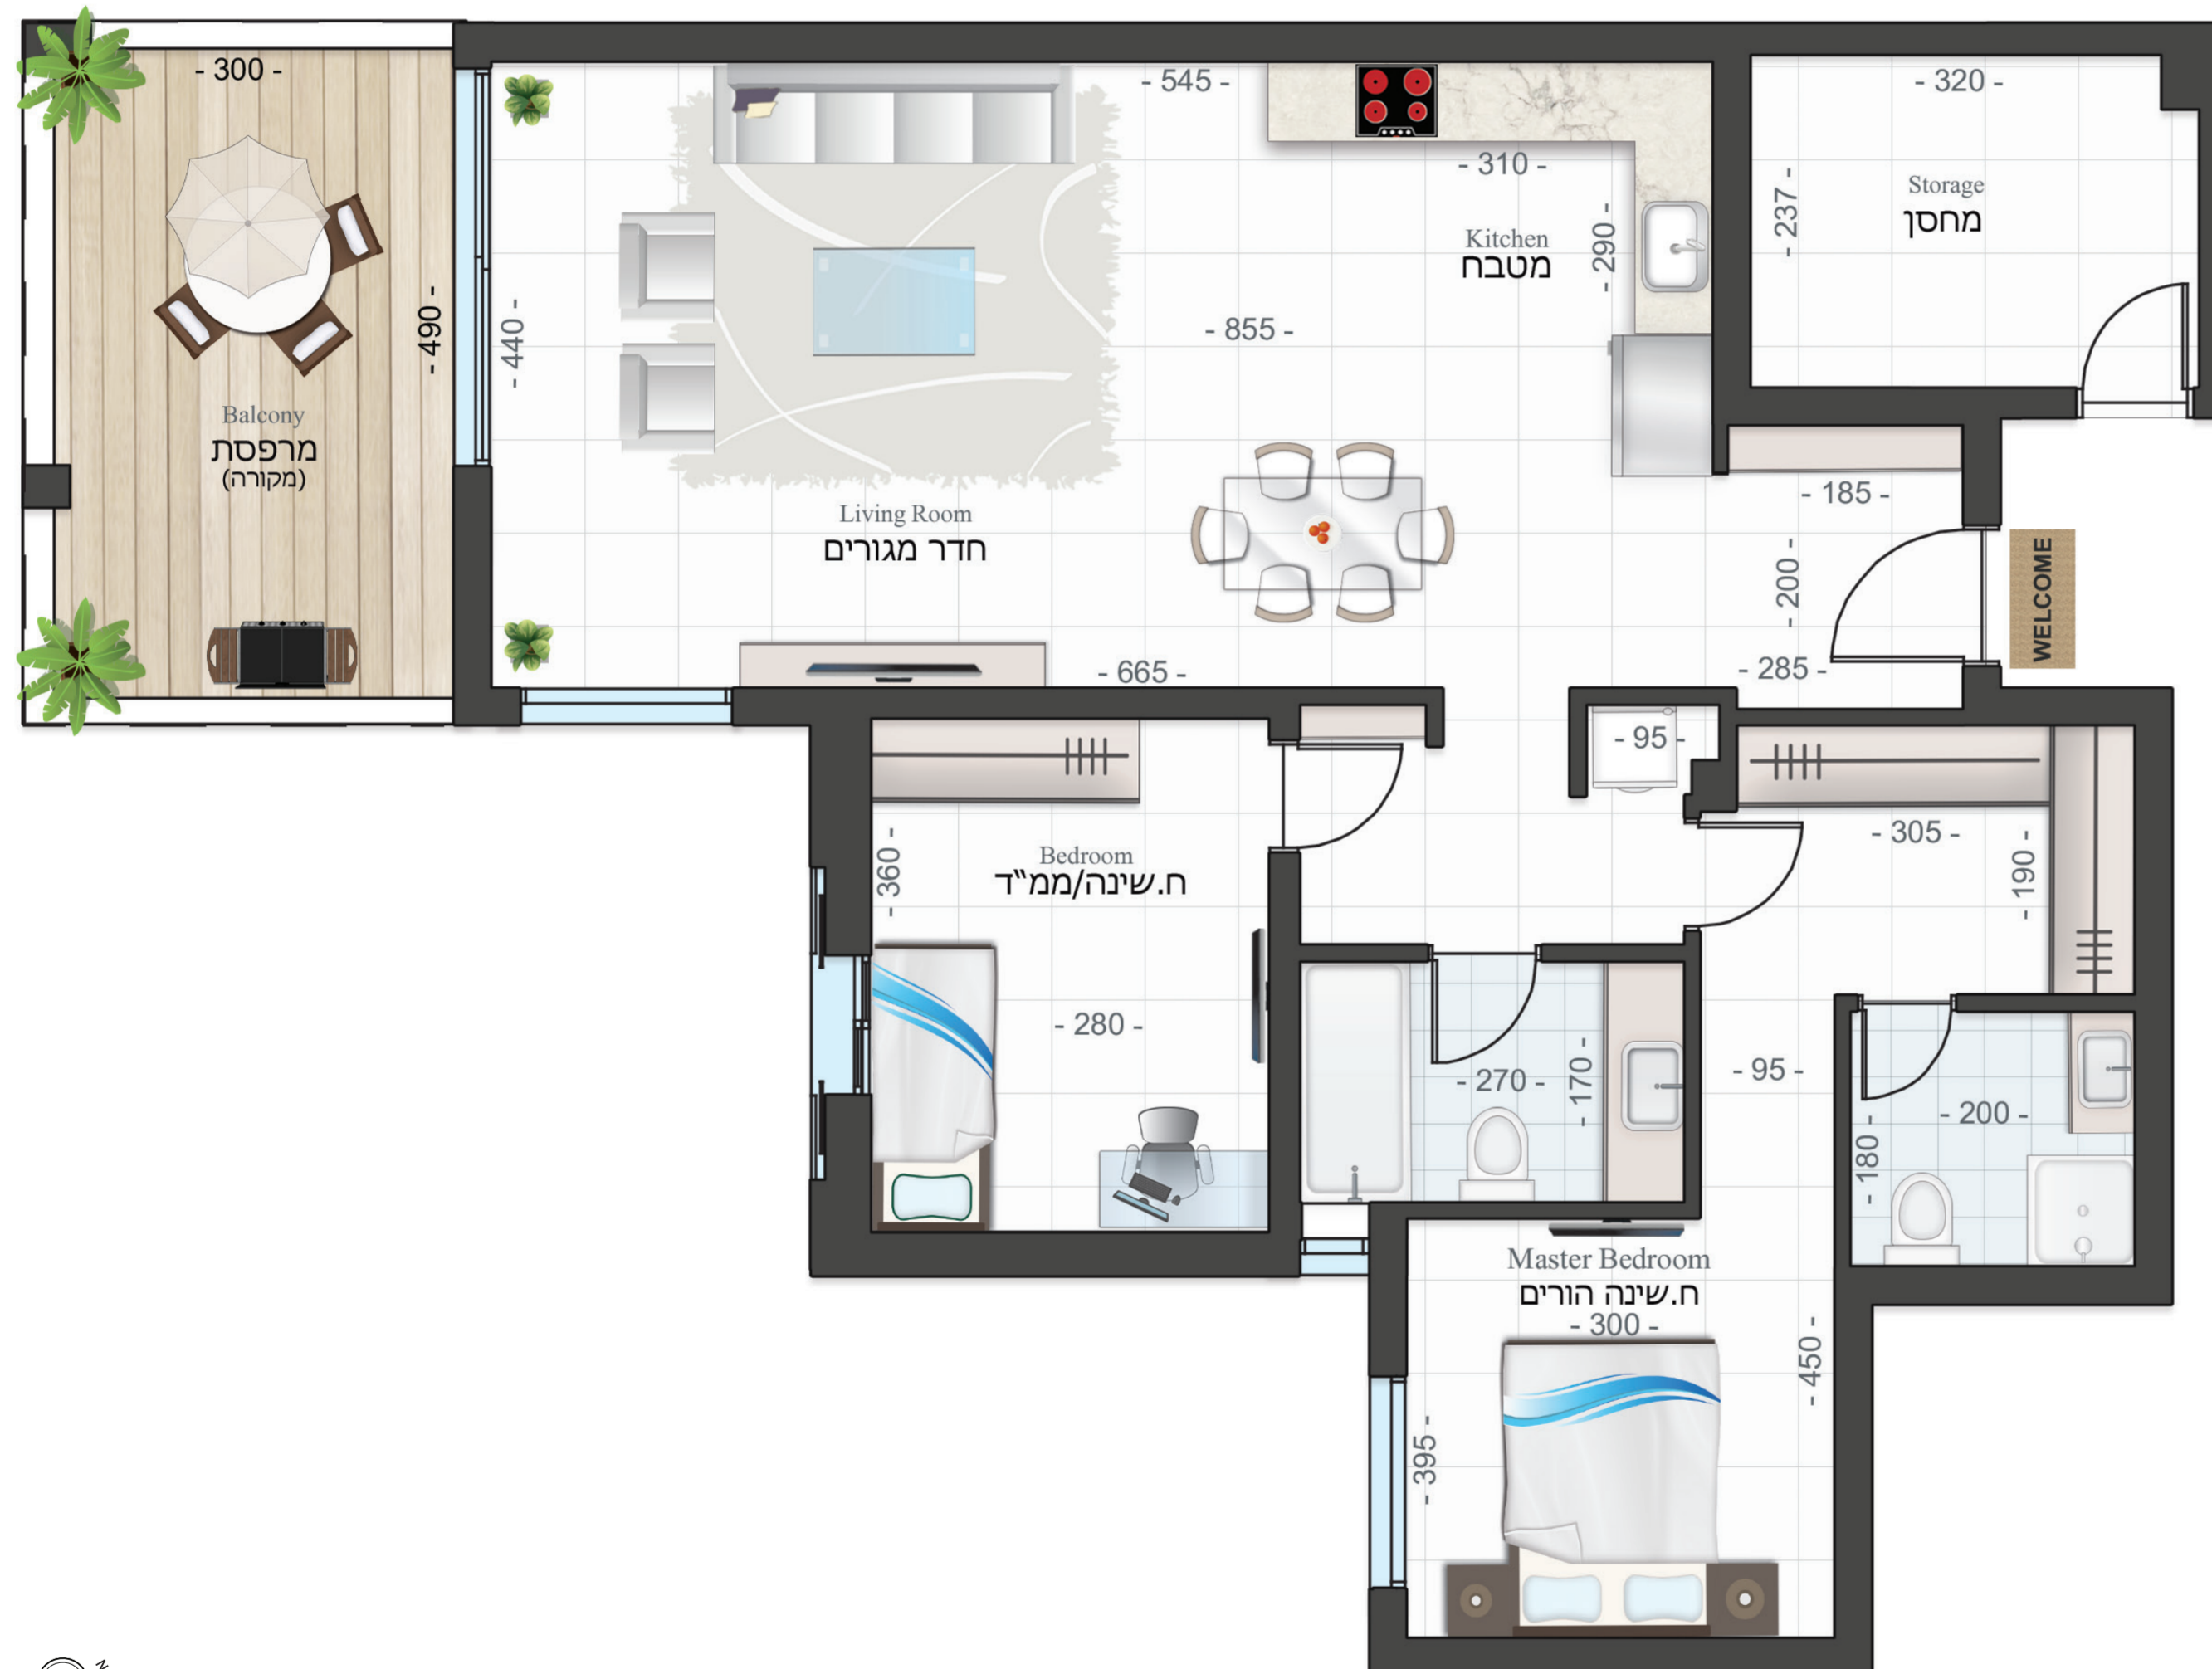 - 300 -
- 545 -
- 320 -
- 310 -
- 237 -
Storage
מחסן
- 290 -
Kitchen
מטבח
- 490 -
- 440 -
- 855 -
Balcony
מרפסת
(מקורה)
- 185 -
Living Room
חדר מגורים
- 200 -
WELCOME
- 665 -
- 285 -
- 95 -
- 305 -
- 190 -
- 360 -
Bedroom
ח.שינה/ממ"ד
- 280 -
- 270 -
- 170 -
- 95 -
- 200 -
- 180 -
Master Bedroom
ח.שינה הורים
- 300 -
- 450 -
- 395 -